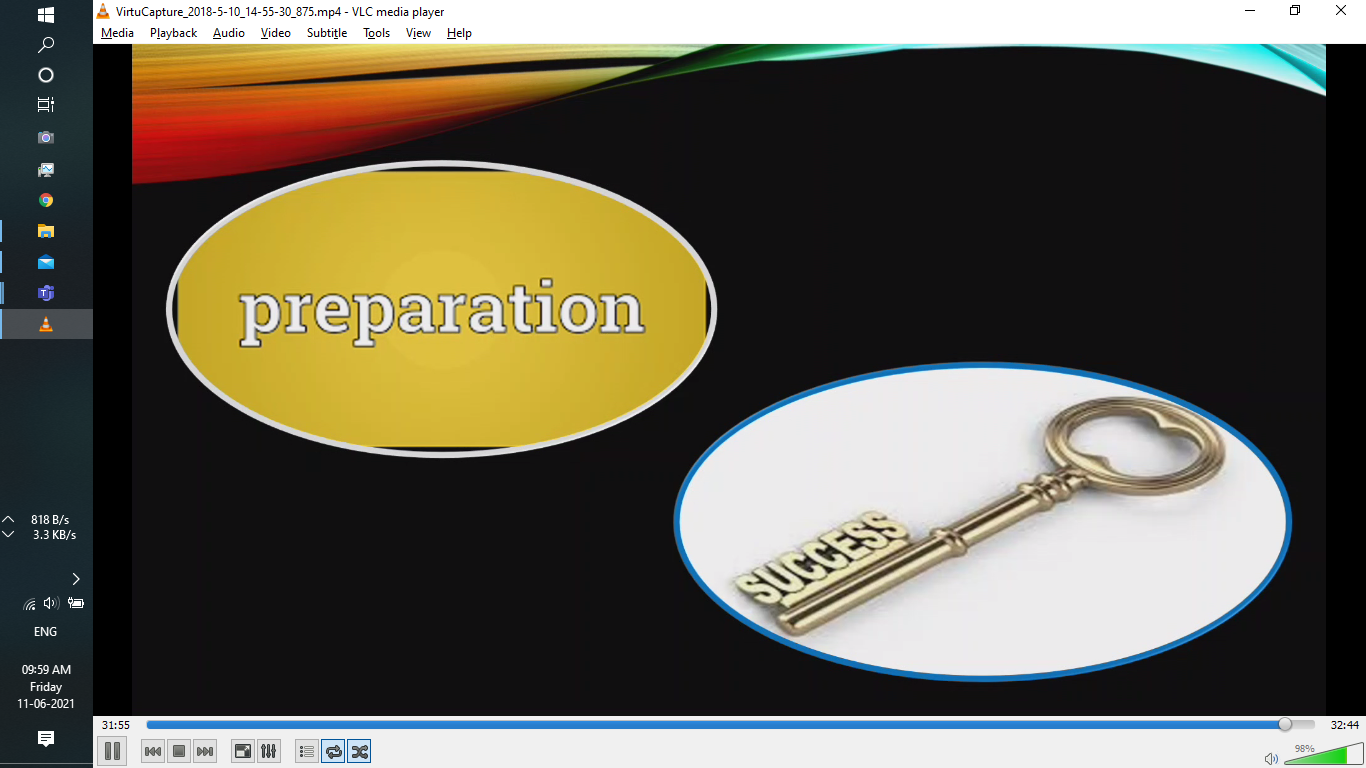 VirtuCapture_2018-5-10_14-55-30_875.mp4 - VLC media player
Media Playback Audio Video Subtitle Tools View Help
preparation
SUCCESS
818 B/s
3.3 KB/s
ENG
09:59 AM
Friday
11-06-2021
31:55
32:44
98%